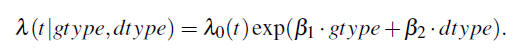 λ(t|gtype,dtype) = λ₀(t)exp(β₁ · gtype+β₂ · dtype).